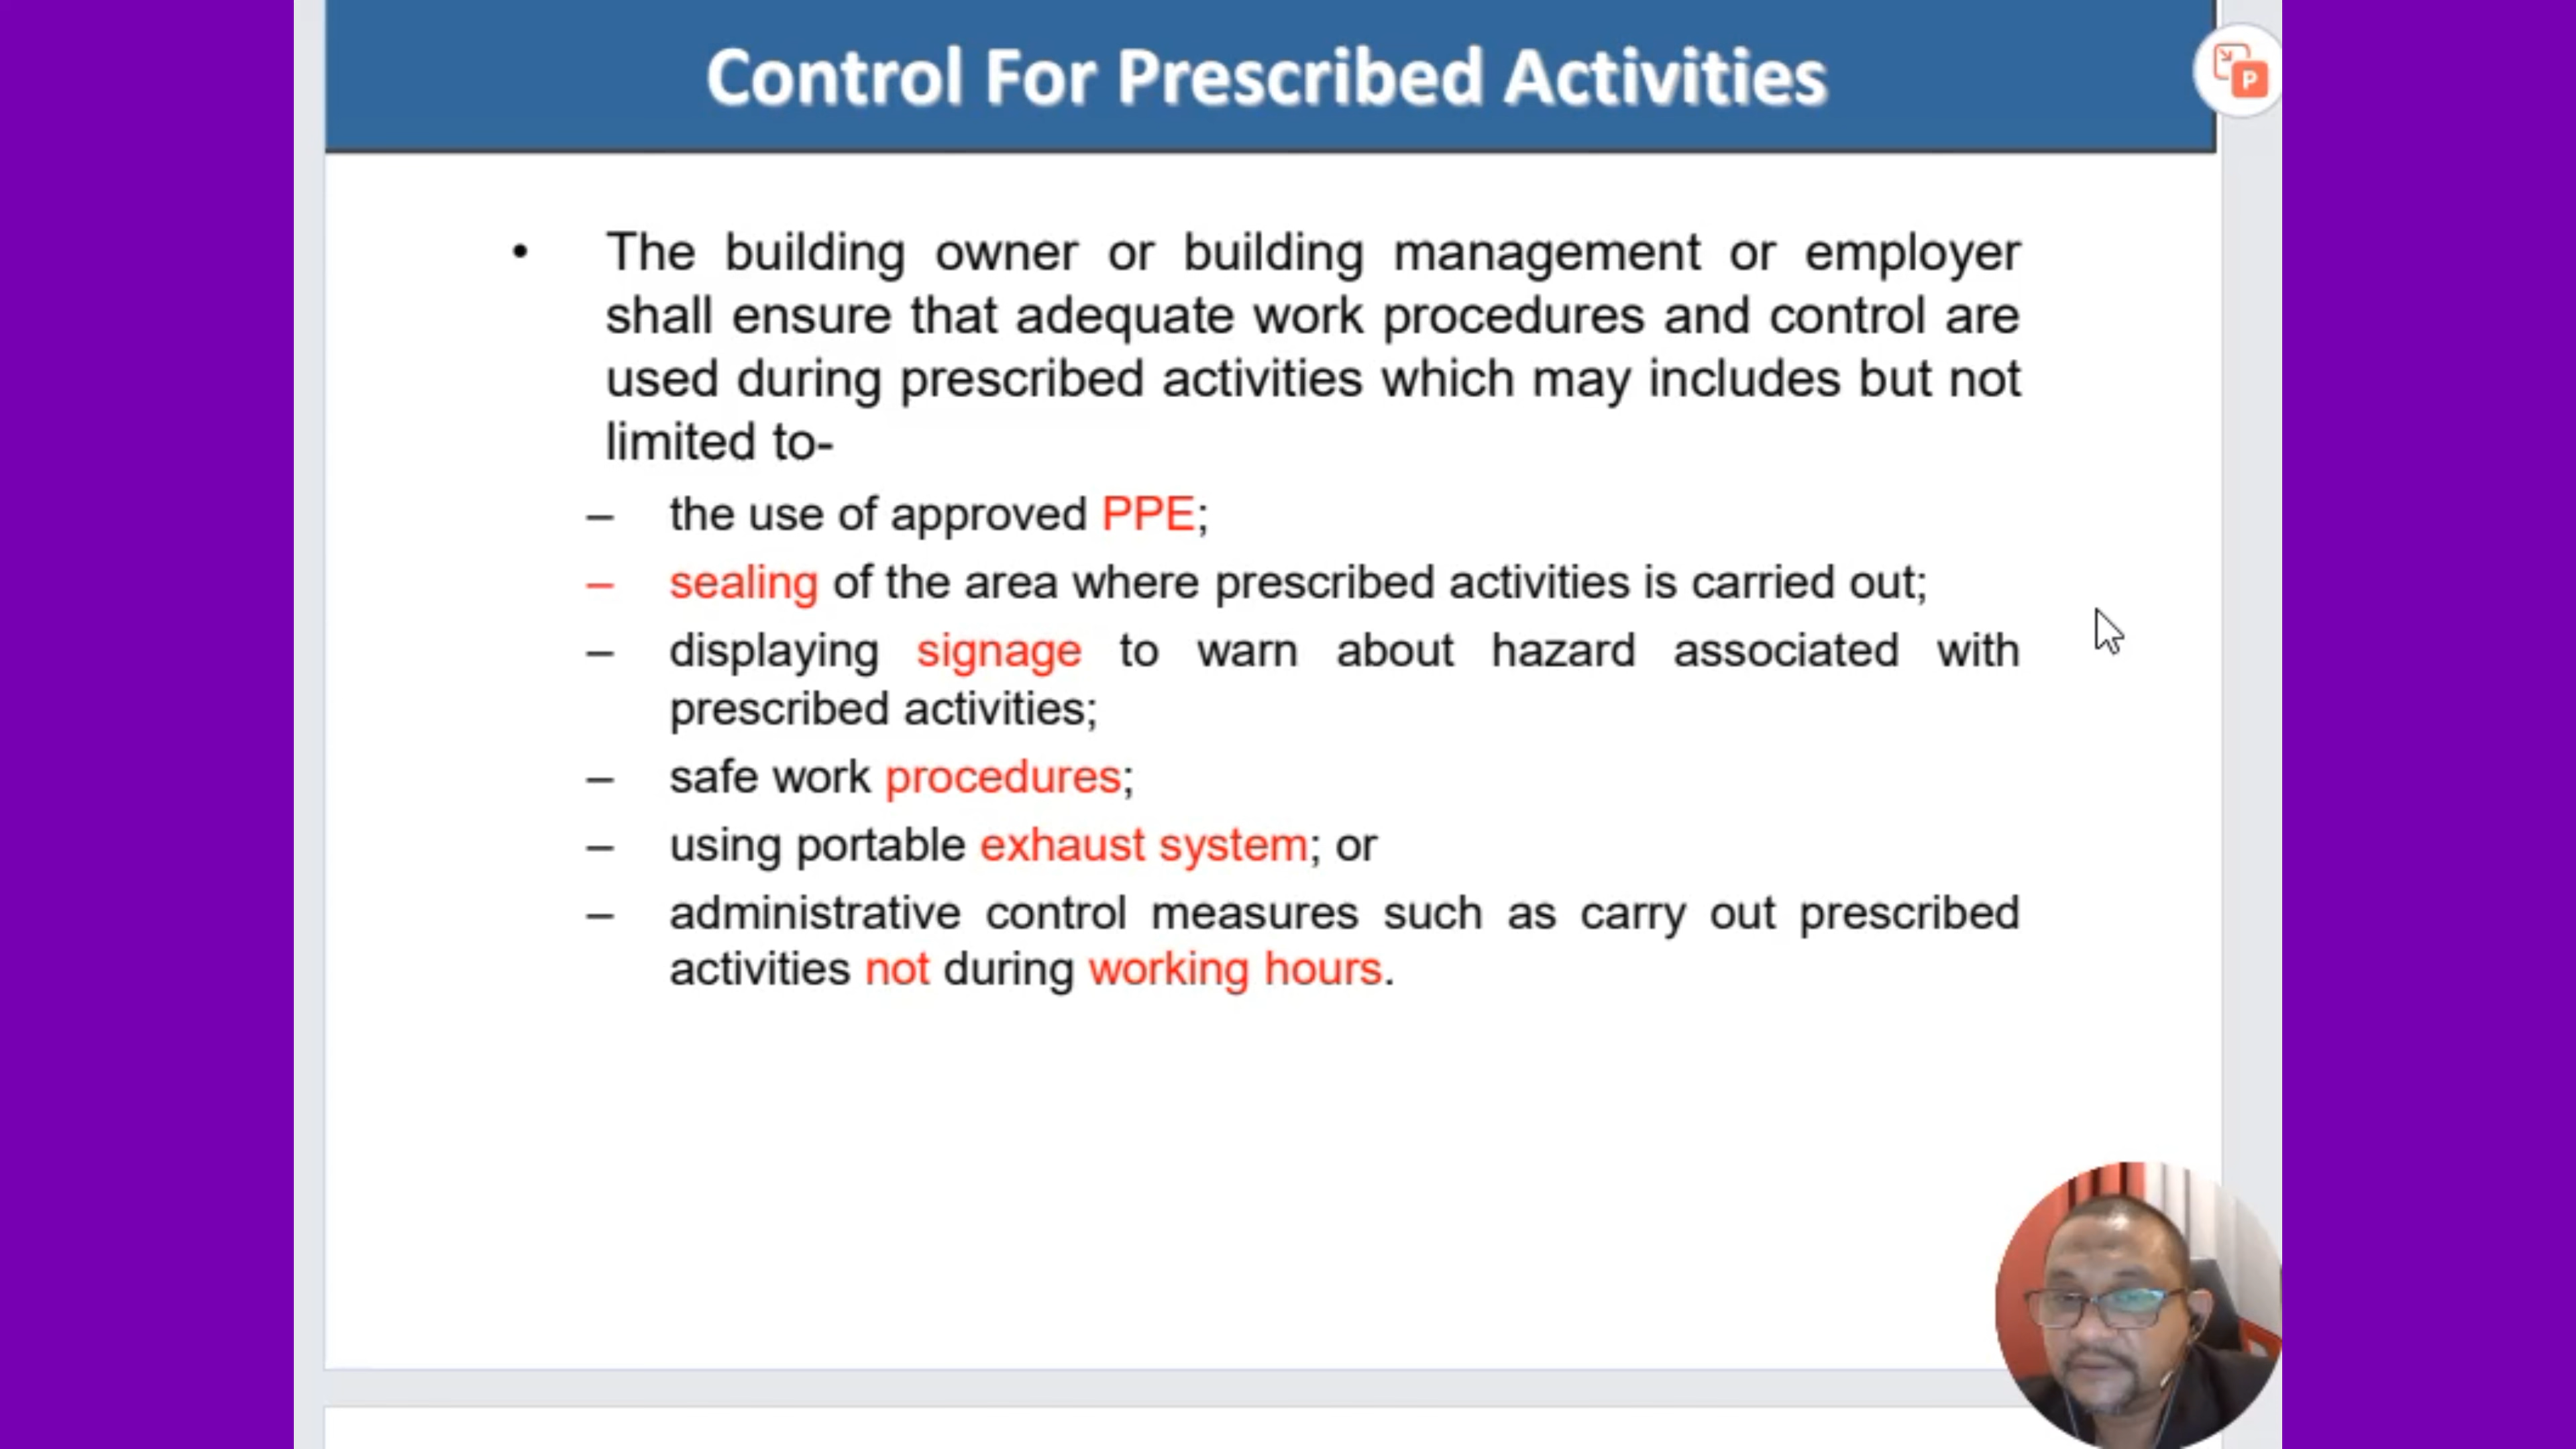 Control For Prescribed Activities
P
• The building owner or building management or employer
shall ensure that adequate work procedures and control are
used during prescribed activities which may includes but not
limited to-
– the use of approved PPE;
– sealing of the area where prescribed activities is carried out;
– displaying signage to warn about hazard associated with
prescribed activities;
– safe work procedures;
– using portable exhaust system; or
– administrative control measures such as carry out prescribed
activities not during working hours.